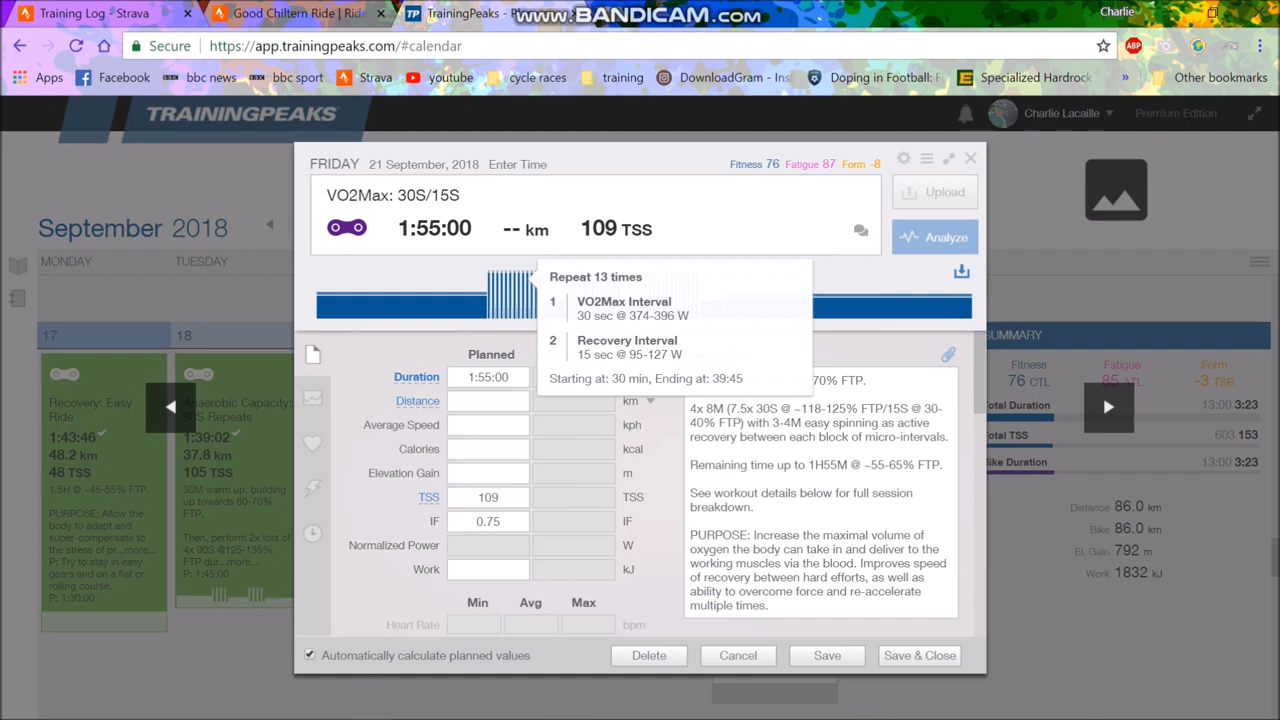 Training Log - Strava
Good Chiltern Ride | Ride
TrainingPeaks - P
www.BANDICAM.com
Charlie
Secure
https://app.trainingpeaks.com/#calendar
ABP
Apps
Facebook
bbc news
bbc sport
Strava
youtube
cycle races
training
DownloadGram - Inst
Doping in Football: F
Specialized Hardrock
»
Other bookmarks
TRAININGPEAKS
Charlie Lacaille
Premium Edition
FRIDAY 21 September, 2018 Enter Time
Fitness 76 Fatigue 87 Form -8
VO2Max: 30S/15S
1:55:00 -- km 109 TSS
Upload
Analyze
September 2018
MONDAY
TUESDAY
Repeat 13 times
1 VO2Max Interval
30 sec @ 374-396 W
2 Recovery Interval
15 sec @ 95-127 W
Starting at: 30 min, Ending at: 39:45
17
18
Recovery: Easy
Ride
1:43:46
48.2 km
48 TSS
1.5H @ ~45-55% FTP.
PURPOSE: Allow the
body to adapt and
super-compensate to
the stress of pr...more
P: Try to stay in easy
gears and on a flat or
rolling course.
P: 1:30:00
Anaerobic Capacity:
90S Repeats
1:39:02
37.8 km
105 TSS
30M warm up, building
up towards 60-70%
FTP.
Then, perform 2x lots of
4x 90S @125-135%
FTP dur...more
P: 1:45:00
Planned
Duration 1:55:00
Distance km
Average Speed kph
Calories kcal
Elevation Gain m
TSS 109 TSS
IF 0.75 IF
Normalized Power W
Work kJ
Min Avg Max
Heart Rate bpm
70% FTP.
4x 8M (7.5x 30S @ ~118-125% FTP/15S @ 30-
40% FTP) with 3-4M easy spinning as active
recovery between each block of micro-intervals.
Remaining time up to 1H55M @ ~55-65% FTP.
See workout details below for full session
breakdown.
PURPOSE: Increase the maximal volume of
oxygen the body can take in and deliver to the
working muscles via the blood. Improves speed
of recovery between hard efforts, as well as
ability to overcome force and re-accelerate
multiple times.
Automatically calculate planned values
Delete
Cancel
Save
Save & Close
SUMMARY
Fitness Fatigue Form
76 CTL 85 ATL -3 TSB
Total Duration 13:00 3:23
Total TSS 603 153
Bike Duration 13:00 3:23
Distance 86.0 km
Bike 86.0 km
El. Gain 792 m
Work 1832 kJ